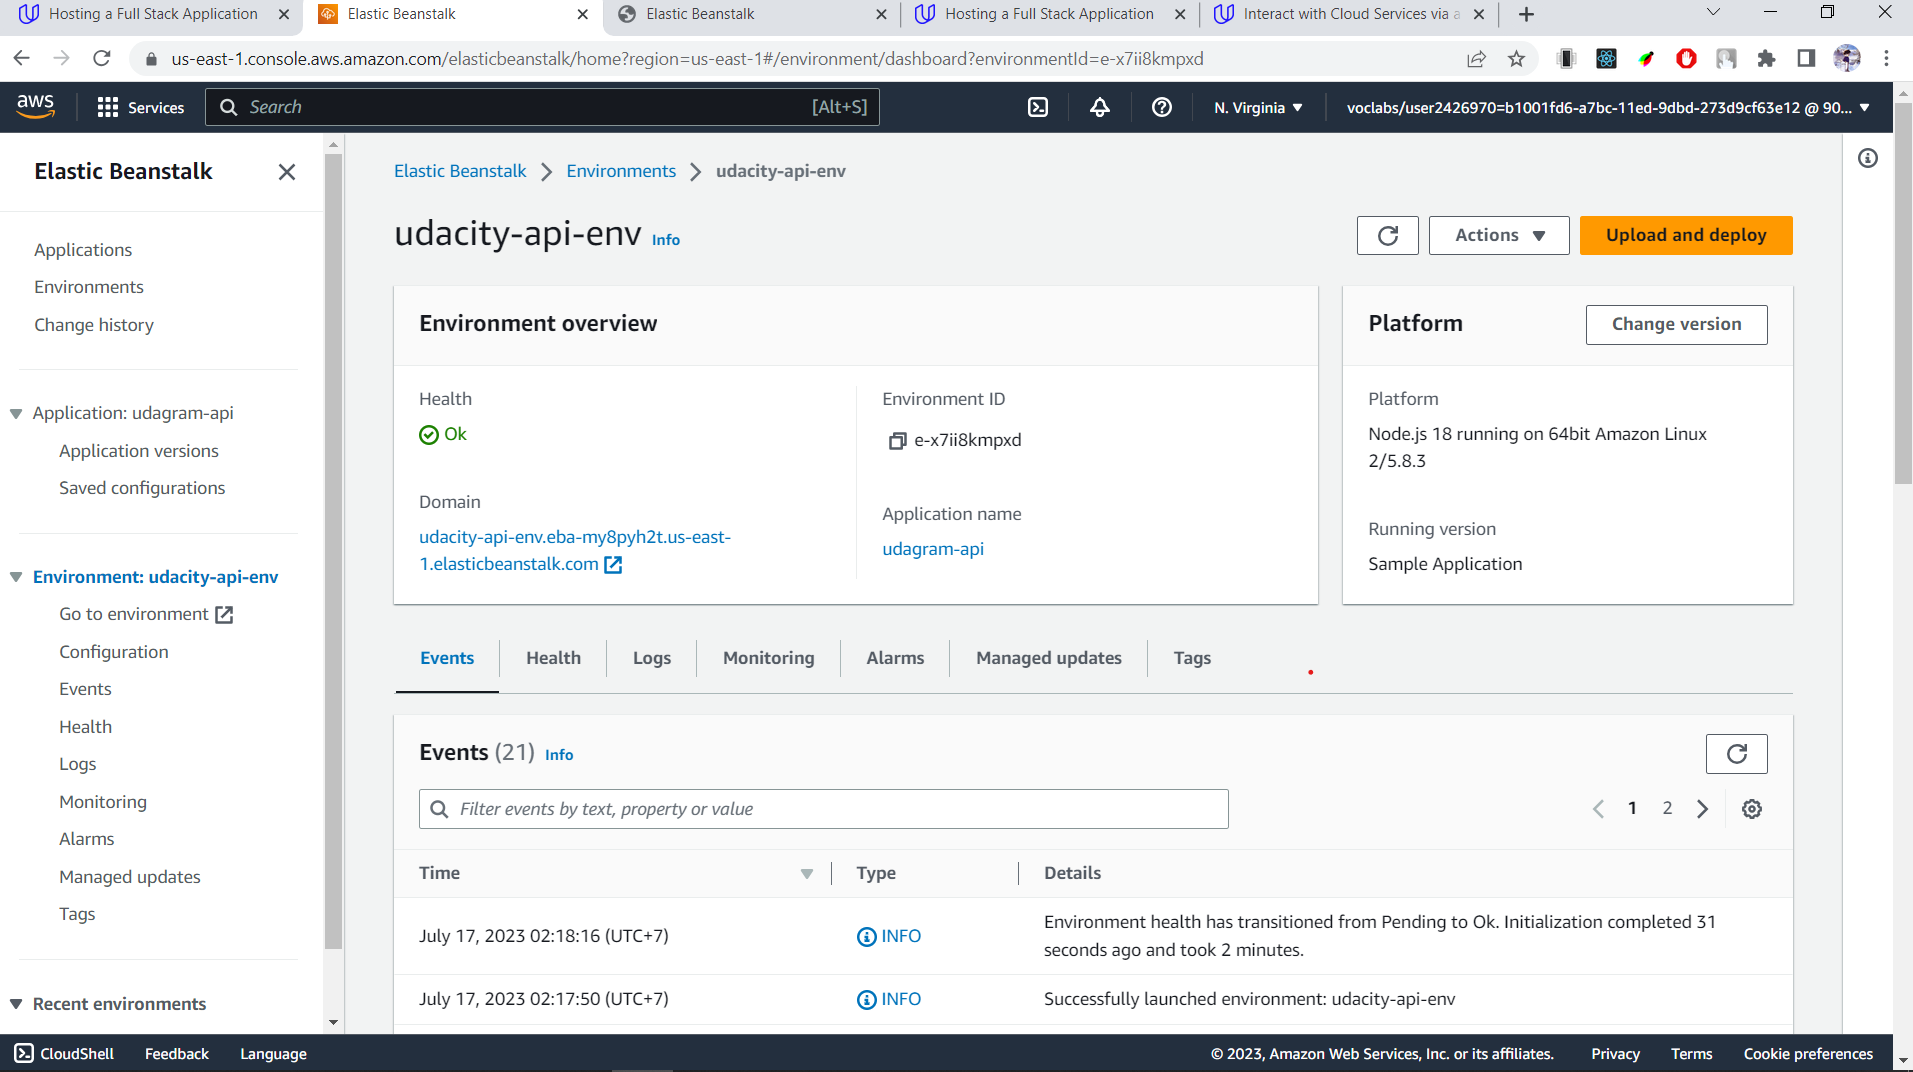 Hosting a Full Stack Application
Elastic Beanstalk
Elastic Beanstalk
Hosting a Full Stack Application
Interact with Cloud Services via a
us-east-1.console.aws.amazon.com/elasticbeanstalk/home?region=us-east-1#/environment/dashboard?environmentId=e-x7ii8kmpxd
aws
Services
Search
[Alt+S]
N. Virginia
voclabs/user2426970=b1001fd6-a7bc-11ed-9dbd-273d9cf63e12 @ 90...
Elastic Beanstalk
Applications
Environments
Change history
Application: udagram-api
Application versions
Saved configurations
Environment: udacity-api-env
Go to environment
Configuration
Events
Health
Logs
Monitoring
Alarms
Managed updates
Tags
Recent environments
Elastic Beanstalk > Environments > udacity-api-env
udacity-api-env Info
Actions
Upload and deploy
Environment overview
Health
Ok
Domain
udacity-api-env.eba-my8pyh2t.us-east-
1.elasticbeanstalk.com
Environment ID
e-x7ii8kmpxd
Application name
udagram-api
Platform
Change version
Platform
Node.js 18 running on 64bit Amazon Linux
2/5.8.3
Running version
Sample Application
Events
Health
Logs
Monitoring
Alarms
Managed updates
Tags
Events (21) Info
Filter events by text, property or value
1 2
Time Type Details
July 17, 2023 02:18:16 (UTC+7) INFO Environment health has transitioned from Pending to Ok. Initialization completed 31
seconds ago and took 2 minutes.
July 17, 2023 02:17:50 (UTC+7) INFO Successfully launched environment: udacity-api-env
CloudShell
Feedback
Language
© 2023, Amazon Web Services, Inc. or its affiliates.
Privacy
Terms
Cookie preferences